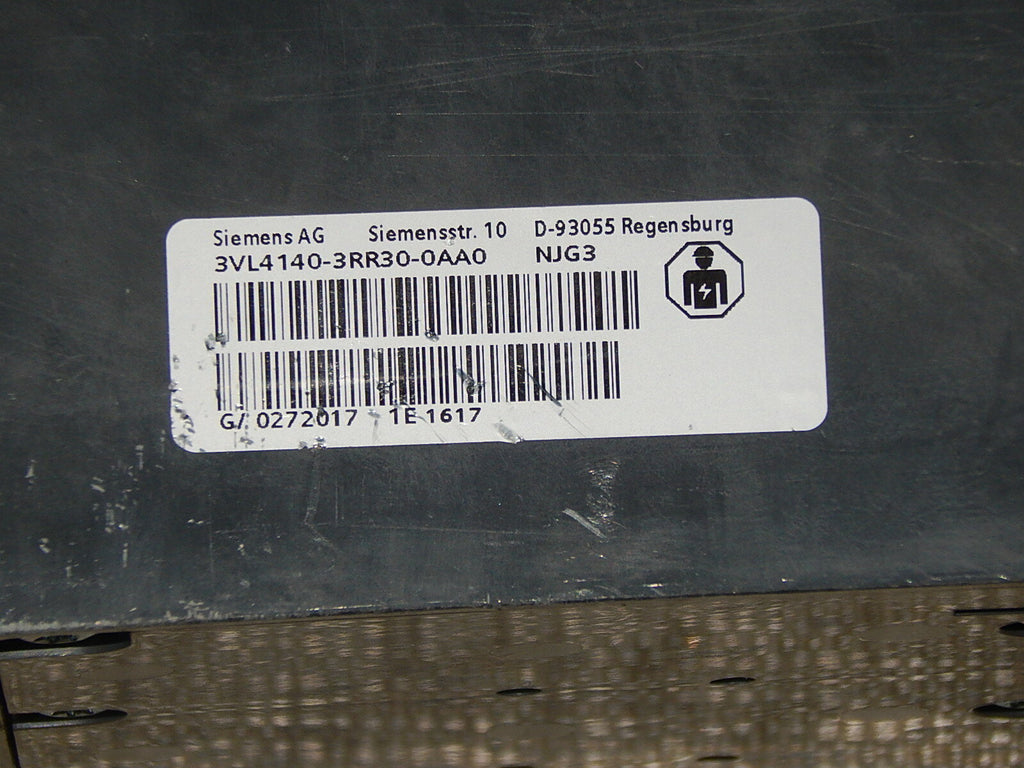 Siemens AG Siemensstr. 10 D-93055 Regensburg
3VL4140-3RR30-0AA0 NJG3
G/ 0272017 1E 1617